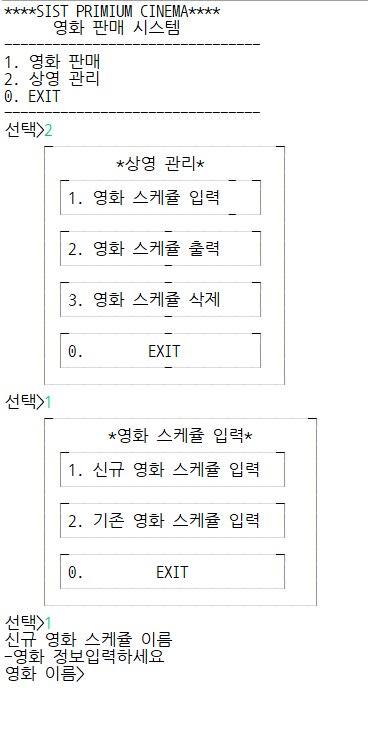 ****SIST PRIMIUM CINEMA****
영화 판매 시스템
--------------------------------
1. 영화 판매
2. 상영 관리
0. EXIT
--------------------------------
선택>2
*상영 관리*
1. 영화 스케쥴 입력
2. 영화 스케쥴 출력
3. 영화 스케쥴 삭제
0. EXIT
선택>1
*영화 스케쥴 입력*
1. 신규 영화 스케쥴 입력
2. 기존 영화 스케쥴 입력
0. EXIT
선택>1
신규 영화 스케쥴 이름
-영화 정보입력하세요
영화 이름>